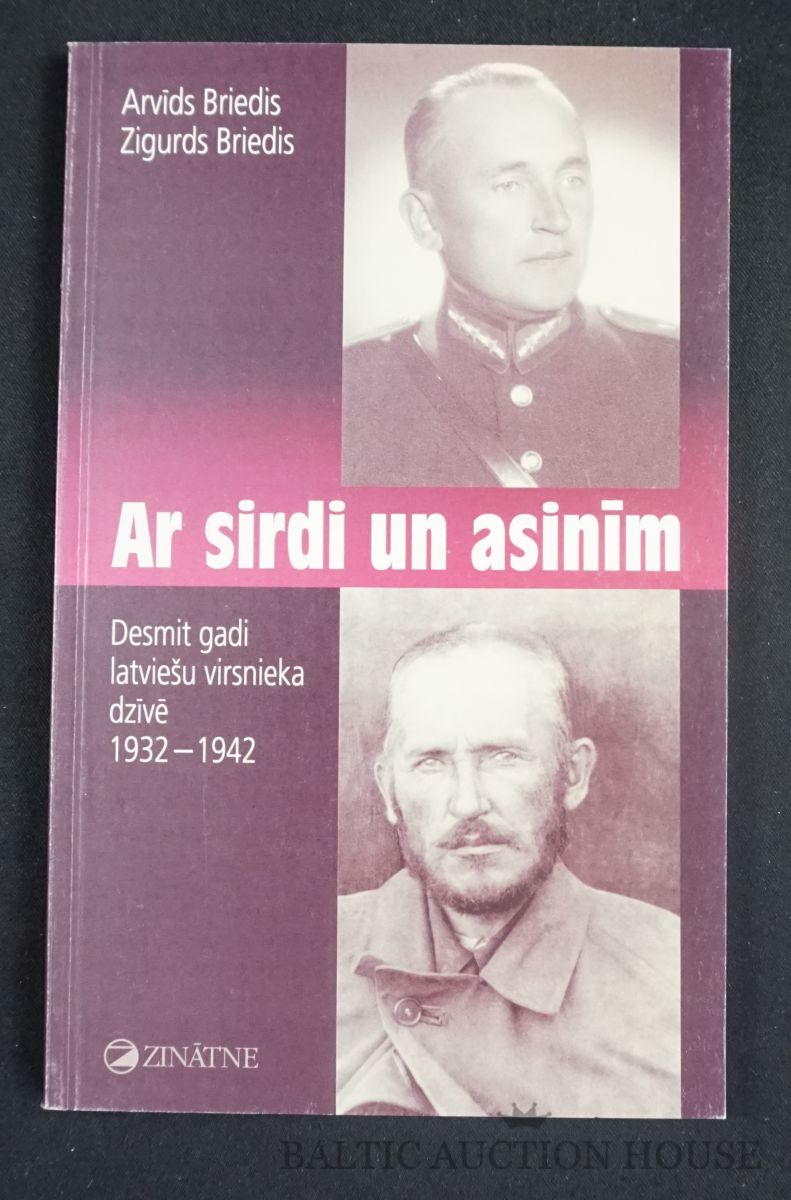 Arvīds Briedis
Zigurds Briedis
Ar sirdi un asinīm
Desmit gadi
latviešu virsnieka
dzīvē
1932 – 1942
ZINĀTNE
BALTIC AUCTION HOUSE